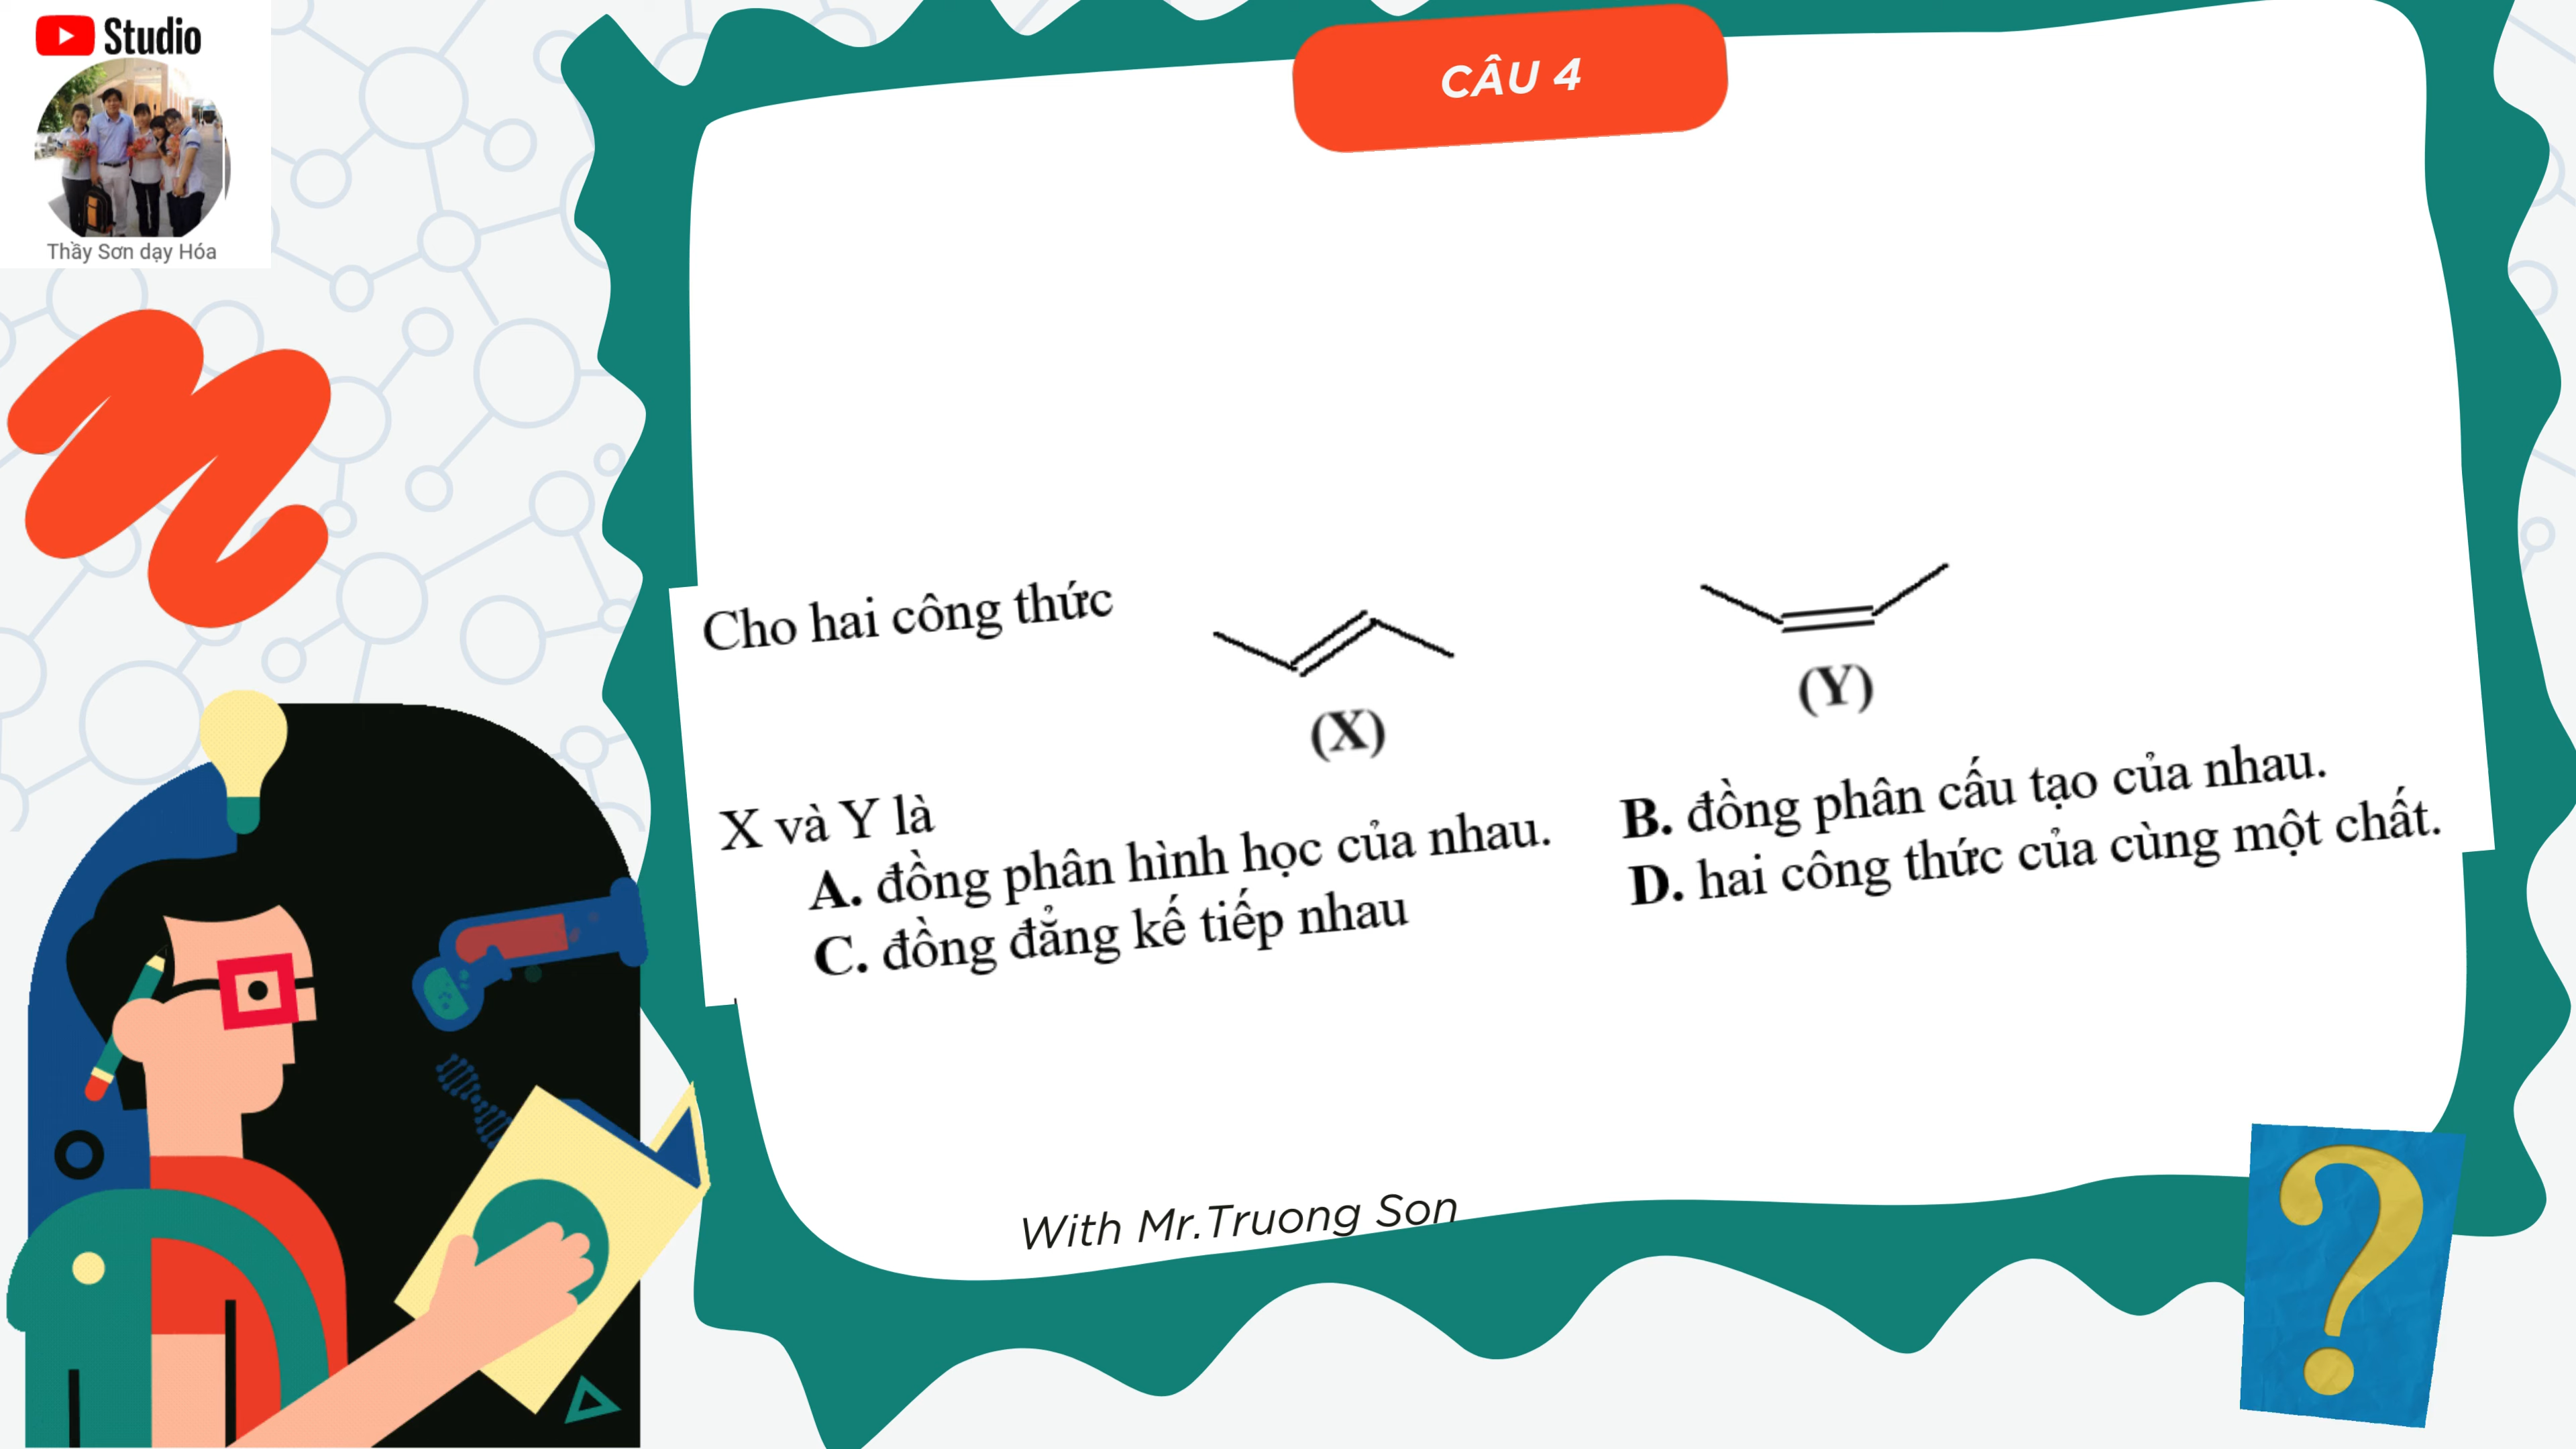 Studio
Thầy Sơn dạy Hóa
CÂU 4
Cho hai công thức
(X)
(Y)
X và Y là
A. đồng phân hình học của nhau.
B. đồng phân cấu tạo của nhau.
C. đồng đẳng kế tiếp nhau
D. hai công thức của cùng một chất.
With Mr.Truong Son
?